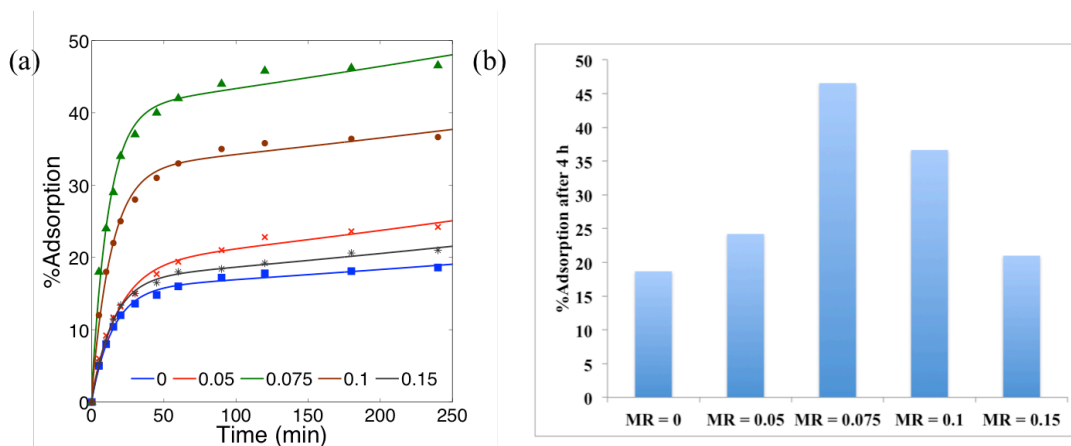 (a)
%Adsorption
50
40
30
20
10
0
0 50 100 150 200 250
Time (min)
0 0.05 0.075 0.1 0.15
(b)
%Adsorption after 4 h
50
45
40
35
30
25
20
15
10
5
0
MR = 0 MR = 0.05 MR = 0.075 MR = 0.1 MR = 0.15